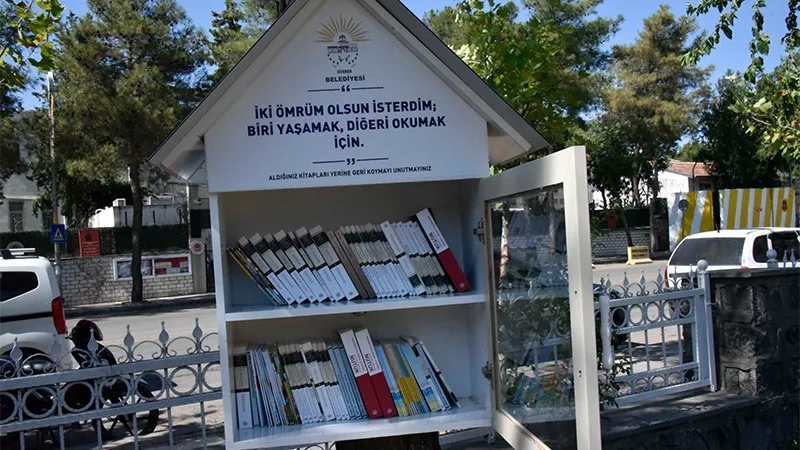 SİVEREK
BELEDİYESİ
“
İKİ ÖMRÜM OLSUN İSTERDİM;
BİRİ YAŞAMAK, DİĞERİ OKUMAK
İÇİN.
”
ALDIĞINIZ KİTAPLARI YERİNE GERİ KOYMAYI UNUTMAYINIZ